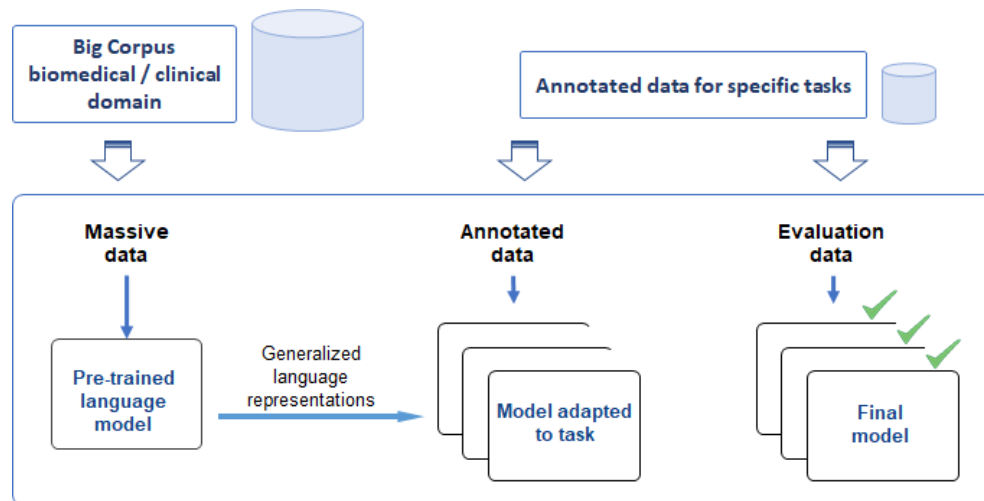 Big Corpus
biomedical / clinical
domain
Annotated data for specific tasks
Massive
data
Annotated
data
Evaluation
data
Pre-trained
language
model
Generalized
language
representations
Model adapted
to task
Final
model